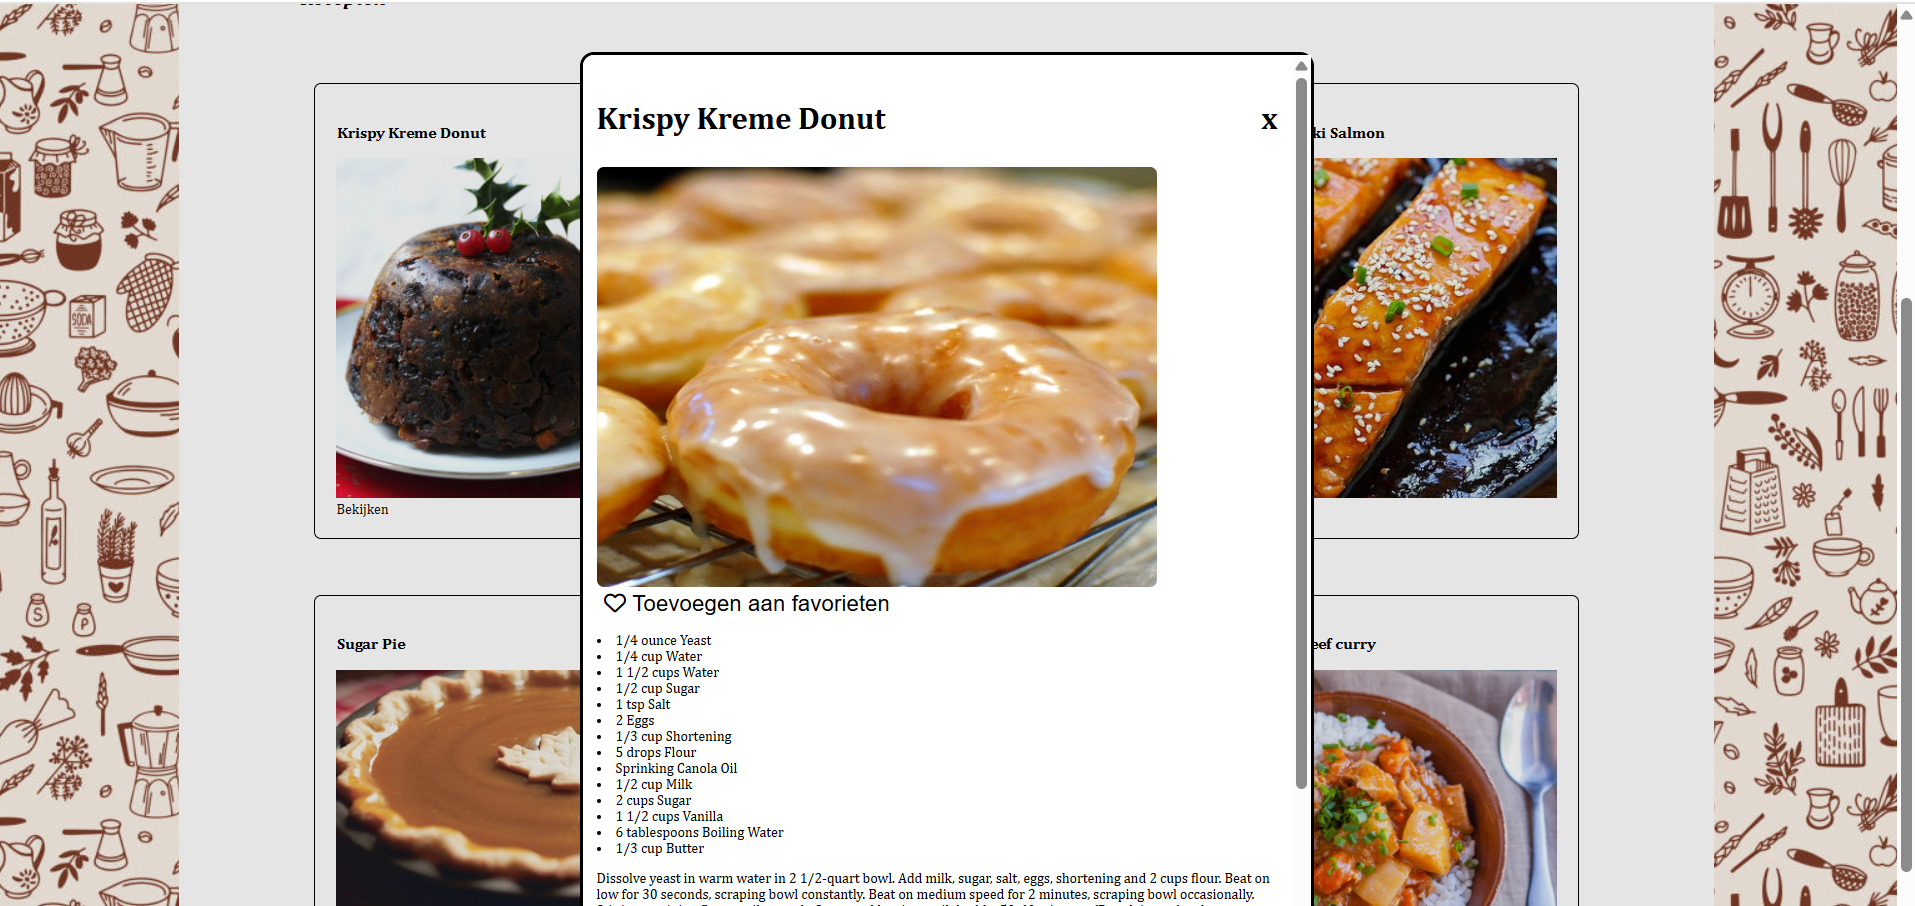 Krispy Kreme Donut
Bekijken
Sugar Pie
Krispy Kreme Donut
x
Toevoegen aan favorieten
1/4 ounce Yeast
1/4 cup Water
1 1/2 cups Water
1/2 cup Sugar
1 tsp Salt
2 Eggs
1/3 cup Shortening
5 drops Flour
Sprinking Canola Oil
1/2 cup Milk
2 cups Sugar
1 1/2 cups Vanilla
6 tablespoons Boiling Water
1/3 cup Butter
Dissolve yeast in warm water in 2 1/2-quart bowl. Add milk, sugar, salt, eggs, shortening and 2 cups flour. Beat on
low for 30 seconds, scraping bowl constantly. Beat on medium speed for 2 minutes, scraping bowl occasionally.
ki Salmon
eef curry
SODA
S
P